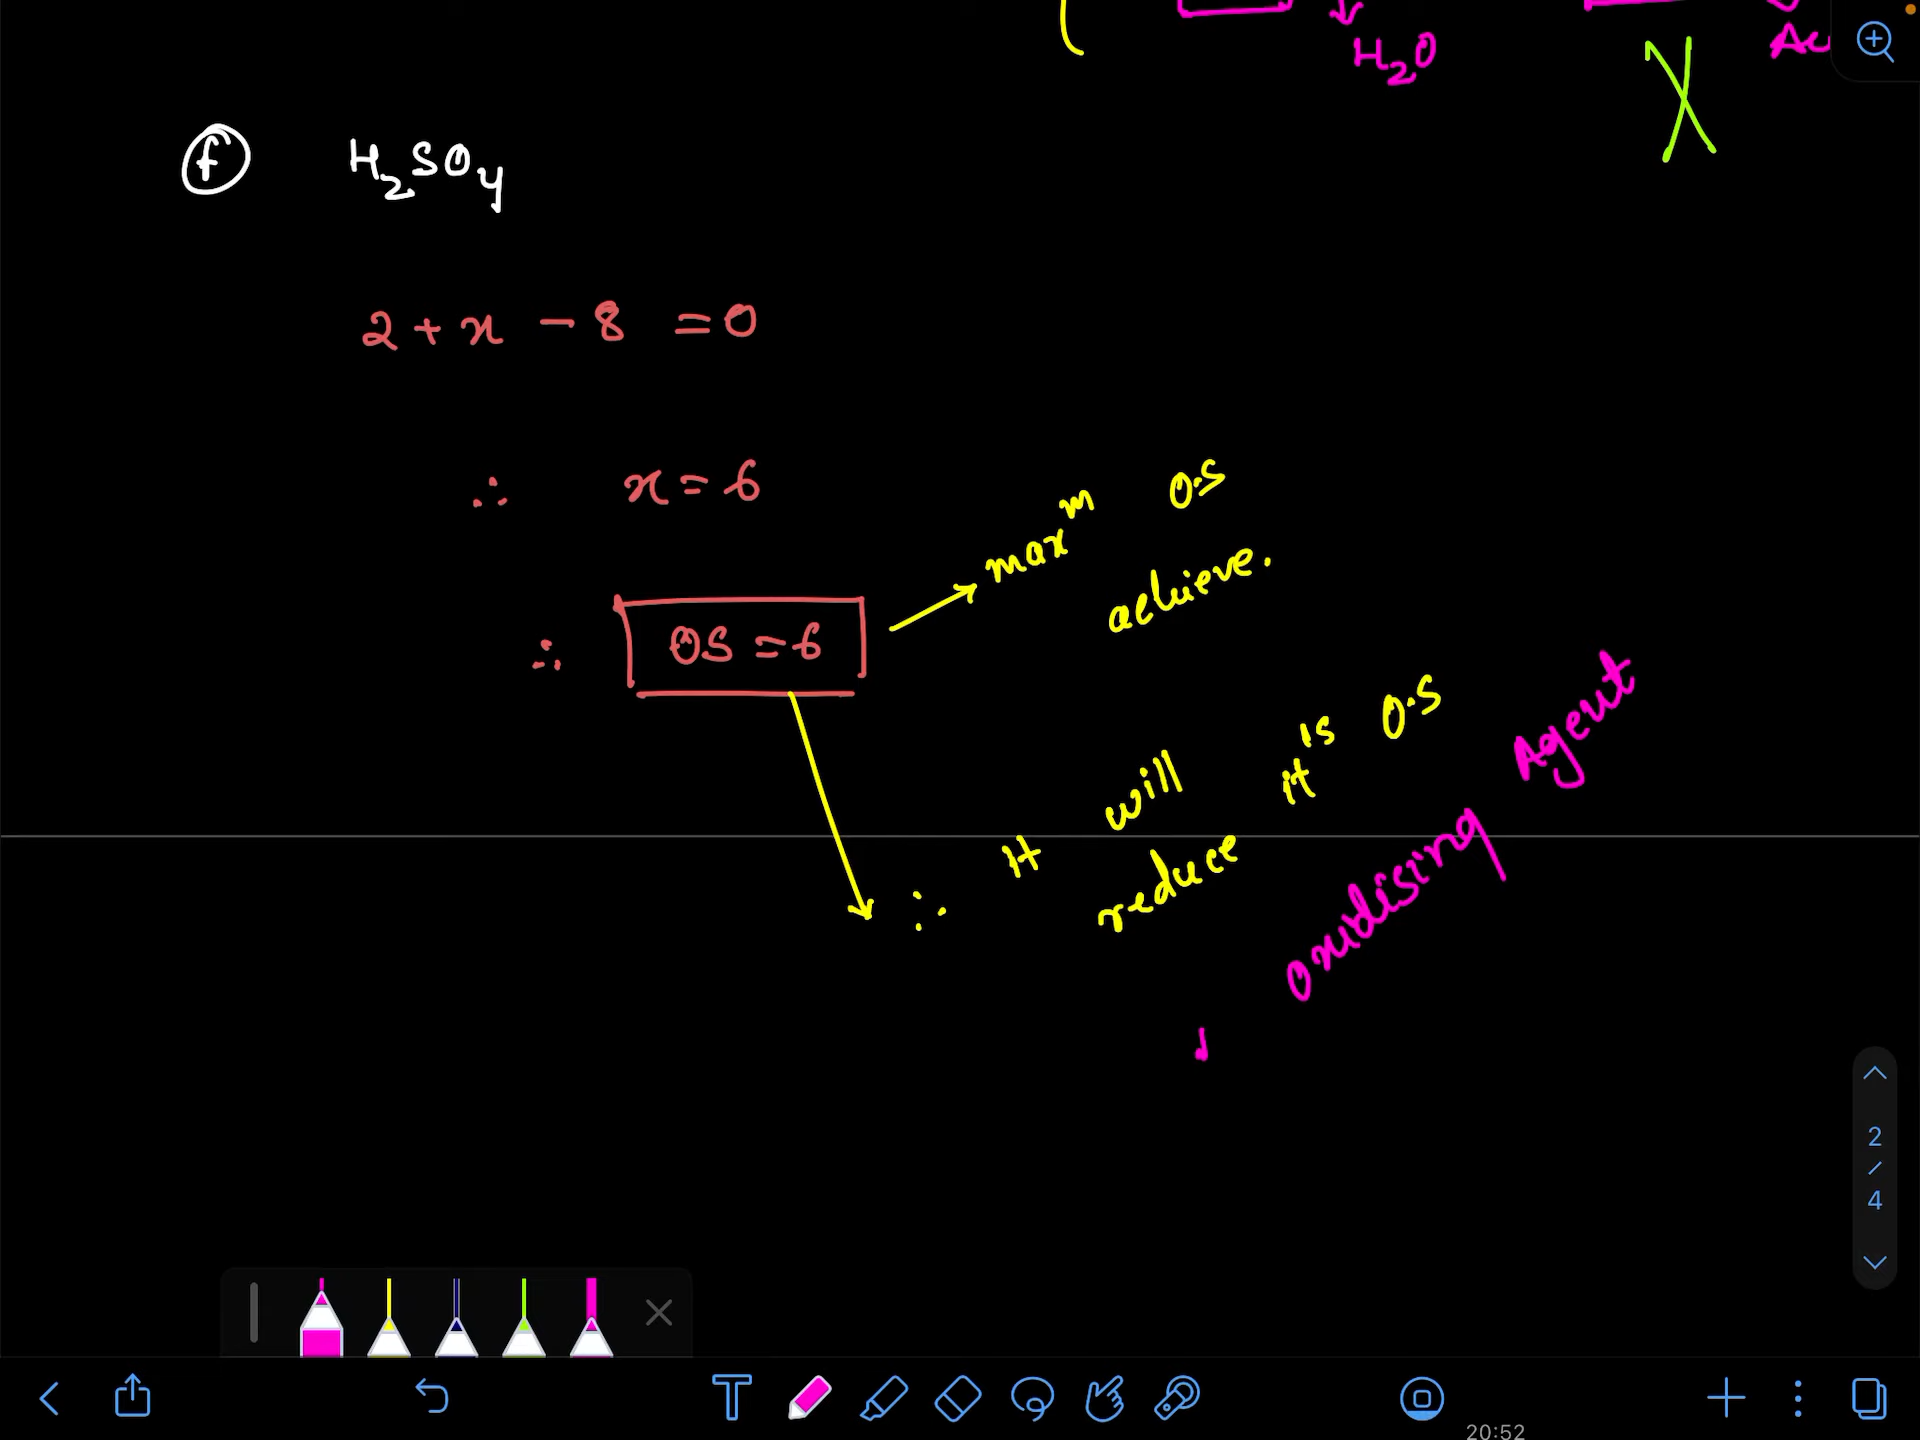 H₂O
Ac
X
(f) H₂SO₄
2 + x - 8 = 0
∴ x = 6
maxᵐ O.S
achieve.
∴ OS = 6
∴ It will reduce it's O.S
Oxidising Agent
2
/
4
20:52